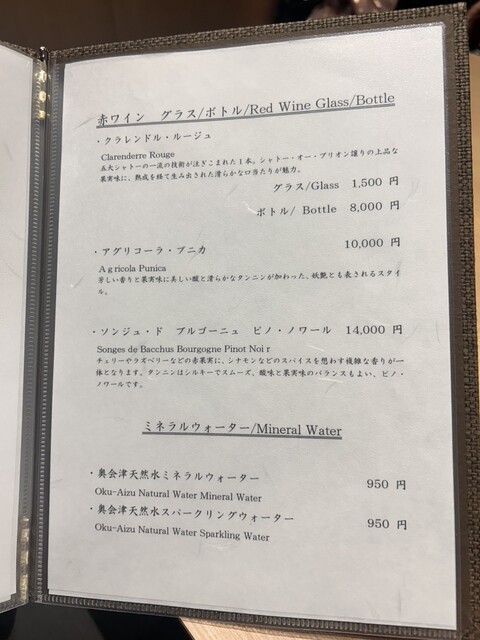 赤ワイン　グラス/ボトル/Red Wine Glass/Bottle
・クラレンドル・ルージュ
Clarenderre Rouge
五大シャトーの一流の技術が注ぎこまれた１本。シャトー・オー・ブリオン譲りの上品な
果実味に、熟成を経て生み出された滑らかな口当たりが魅力。
グラス/Glass 1,500 円
ボトル/ Bottle 8,000 円
・アグリコーラ・プニカ 10,000 円
Agricola Punica
芳しい香りと果実味に美しい酸と滑らかなタンニンが加わった、妖艶とも表されるスタイ
ル。
・ソンジュ・ド　ブルゴーニュ　ピノ・ノワール 14,000 円
Songes de Bacchus Bourgogne Pinot Noir
チェリーやラズベリーなどの赤果実に、シナモンなどのスパイスを想わす複雑な香りが一
体となります。タンニンはシルキーでスムーズ、酸味と果実味のバランスもよい、ピノ・
ノワールです。
ミネラルウォーター/Mineral Water
・奥会津天然水ミネラルウォーター 950 円
Oku-Aizu Natural Water Mineral Water
・奥会津天然水スパークリングウォーター 950 円
Oku-Aizu Natural Water Sparkling Water